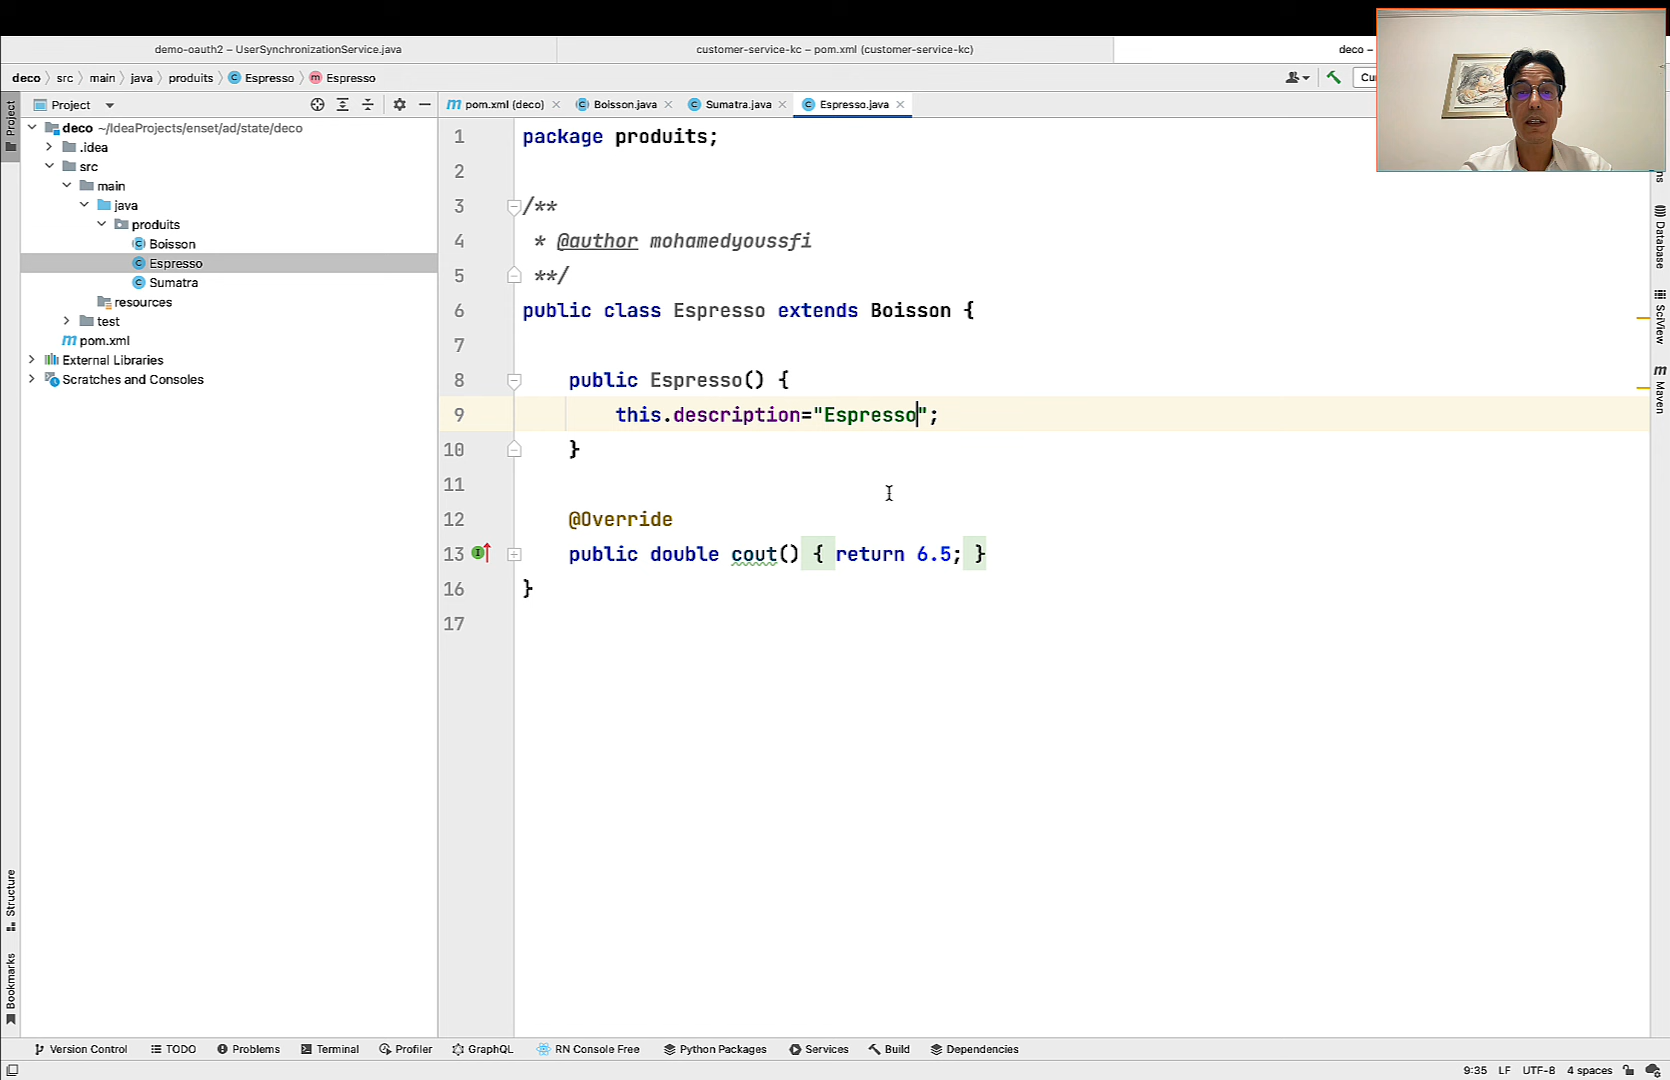 demo-oauth2 – UserSynchronizationService.java
customer-service-kc – pom.xml (customer-service-kc)
deco –
deco src main java produits Espresso Espresso
Project
pom.xml (deco)
Boisson.java
Sumatra.java
Espresso.java
Project
deco ~/IdeaProjects/enset/ad/state/deco
.idea
src
main
java
produits
Boisson
Espresso
Sumatra
resources
test
pom.xml
External Libraries
Scratches and Consoles
1 package produits;
2
3 /**
4 * @author mohamedyoussfi
5 **/
6 public class Espresso extends Boisson {
7
8 public Espresso() {
9 this.description="Espresso";
10 }
11
12 @Override
13 public double cout() { return 6.5; }
16 }
17
Database
SciView
Maven
Structure
Bookmarks
Version Control TODO Problems Terminal Profiler GraphQL RN Console Free Python Packages Services Build Dependencies
9:35 LF UTF-8 4 spaces